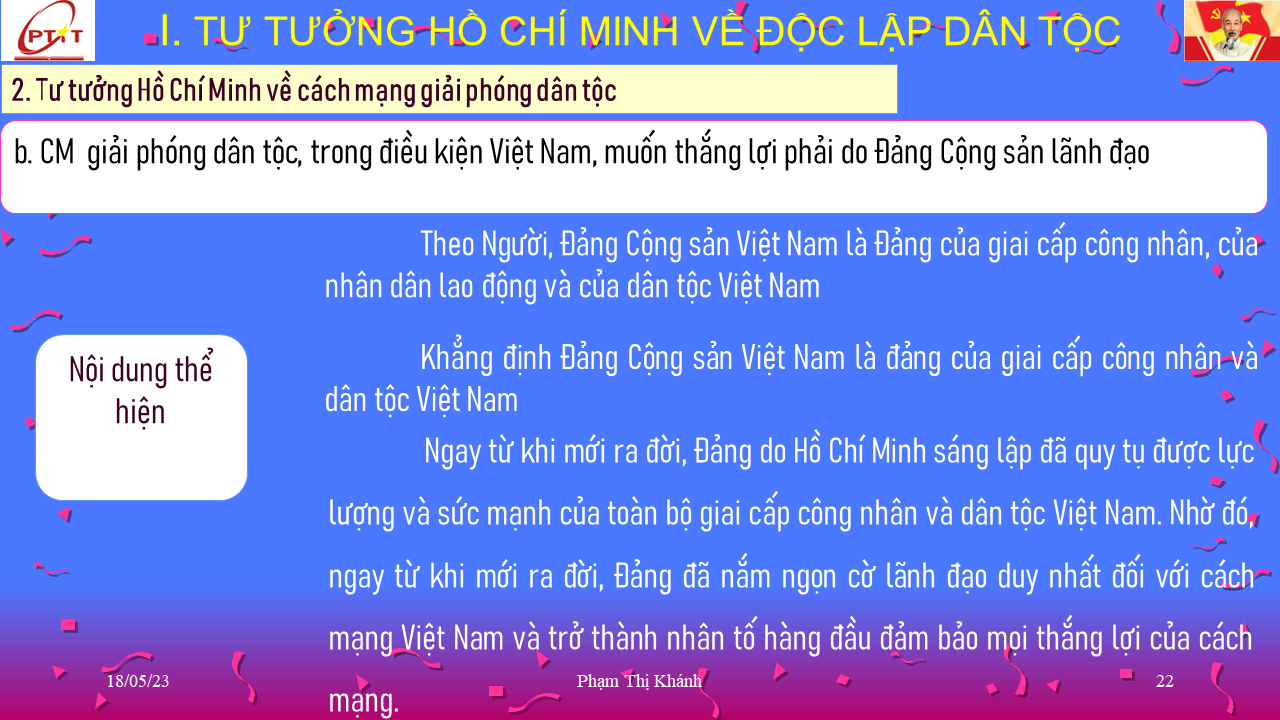 PTIT
I. TƯ TƯỞNG HỒ CHÍ MINH VỀ ĐỘC LẬP DÂN TỘC
2. Tư tưởng Hồ Chí Minh về cách mạng giải phóng dân tộc
b. CM giải phóng dân tộc, trong điều kiện Việt Nam, muốn thắng lợi phải do Đảng Cộng sản lãnh đạo
Theo Người, Đảng Cộng sản Việt Nam là Đảng của giai cấp công nhân, của
nhân dân lao động và của dân tộc Việt Nam
Nội dung thể
hiện
Khẳng định Đảng Cộng sản Việt Nam là đảng của giai cấp công nhân và
dân tộc Việt Nam
Ngay từ khi mới ra đời, Đảng do Hồ Chí Minh sáng lập đã quy tụ được lực
lượng và sức mạnh của toàn bộ giai cấp công nhân và dân tộc Việt Nam. Nhờ đó,
ngay từ khi mới ra đời, Đảng đã nắm ngọn cờ lãnh đạo duy nhất đối với cách
mạng Việt Nam và trở thành nhân tố hàng đầu đảm bảo mọi thắng lợi của cách
mạng.
18/05/23
Phạm Thị Khánh
22